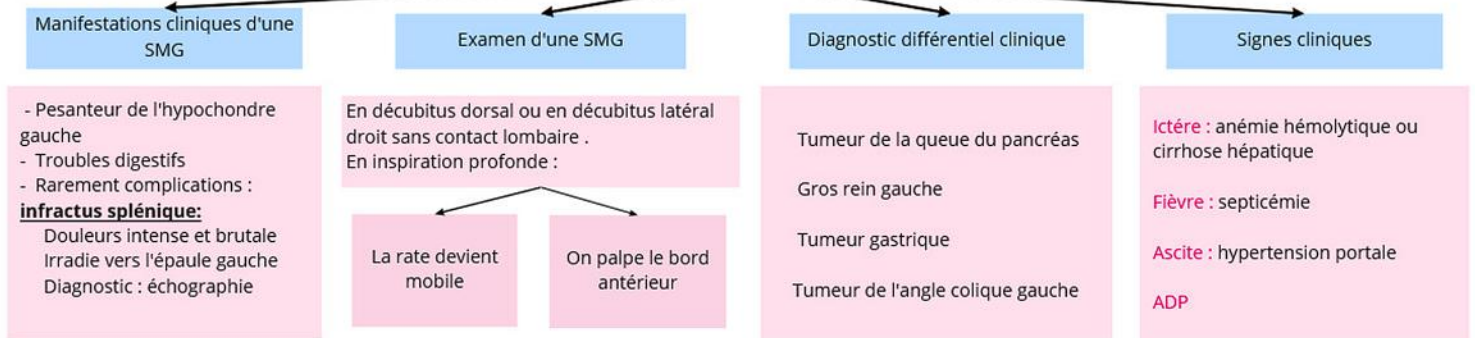 Manifestations cliniques d'une
SMG
- Pesanteur de l'hypochondre
gauche
- Troubles digestifs
- Rarement complications :
infractus splénique:
Douleurs intense et brutale
Irradie vers l'épaule gauche
Diagnostic : échographie
Examen d'une SMG
En décubitus dorsal ou en décubitus latéral
droit sans contact lombaire .
En inspiration profonde :
La rate devient
mobile
On palpe le bord
antérieur
Diagnostic différentiel clinique
Tumeur de la queue du pancréas
Gros rein gauche
Tumeur gastrique
Tumeur de l'angle colique gauche
Signes cliniques
Ictére : anémie hémolytique ou
cirrhose hépatique
Fièvre : septicémie
Ascite : hypertension portale
ADP